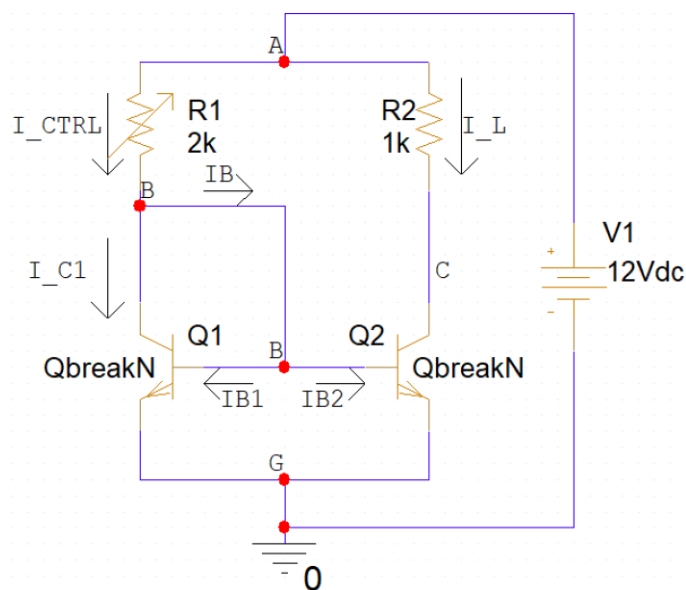 A
I_CTRL
R1
2k
R2
1k
I_L
B
IB
V1
12Vdc
+
-
I_C1
C
Q1
QbreakN
B
Q2
QbreakN
IB1
IB2
G
0